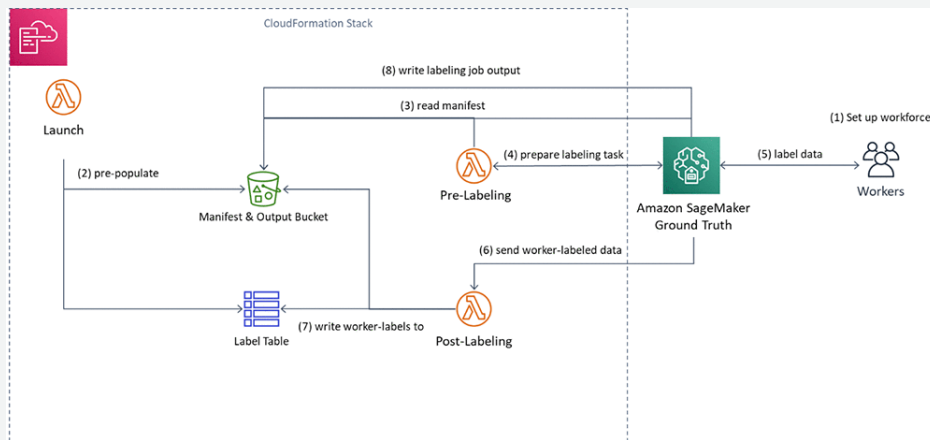 CloudFormation Stack
(8) write labeling job output
(3) read manifest
Launch
(1) Set up workforce
(2) pre-populate
(4) prepare labeling task
(5) label data
Pre-Labeling
Workers
Manifest & Output Bucket
Amazon SageMaker
Ground Truth
(6) send worker-labeled data
(7) write worker-labels to
Label Table
Post-Labeling